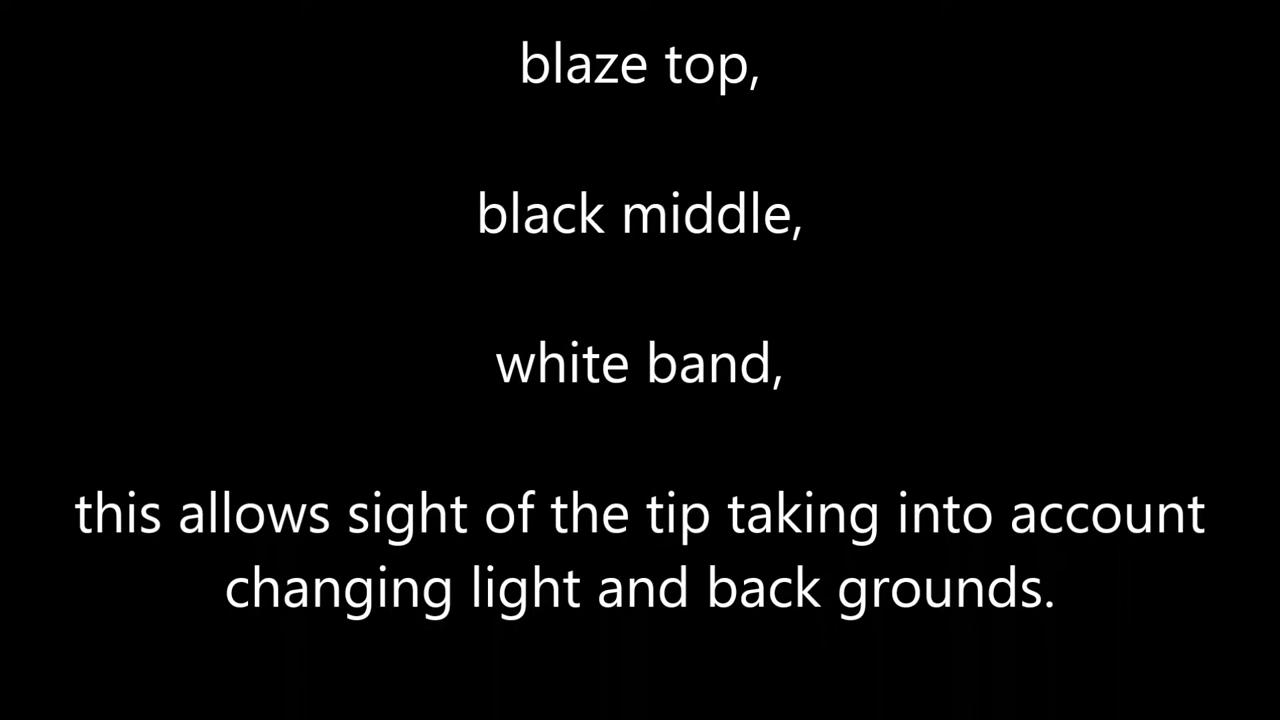 blaze top,
black middle,
white band,
this allows sight of the tip taking into account
changing light and back grounds.